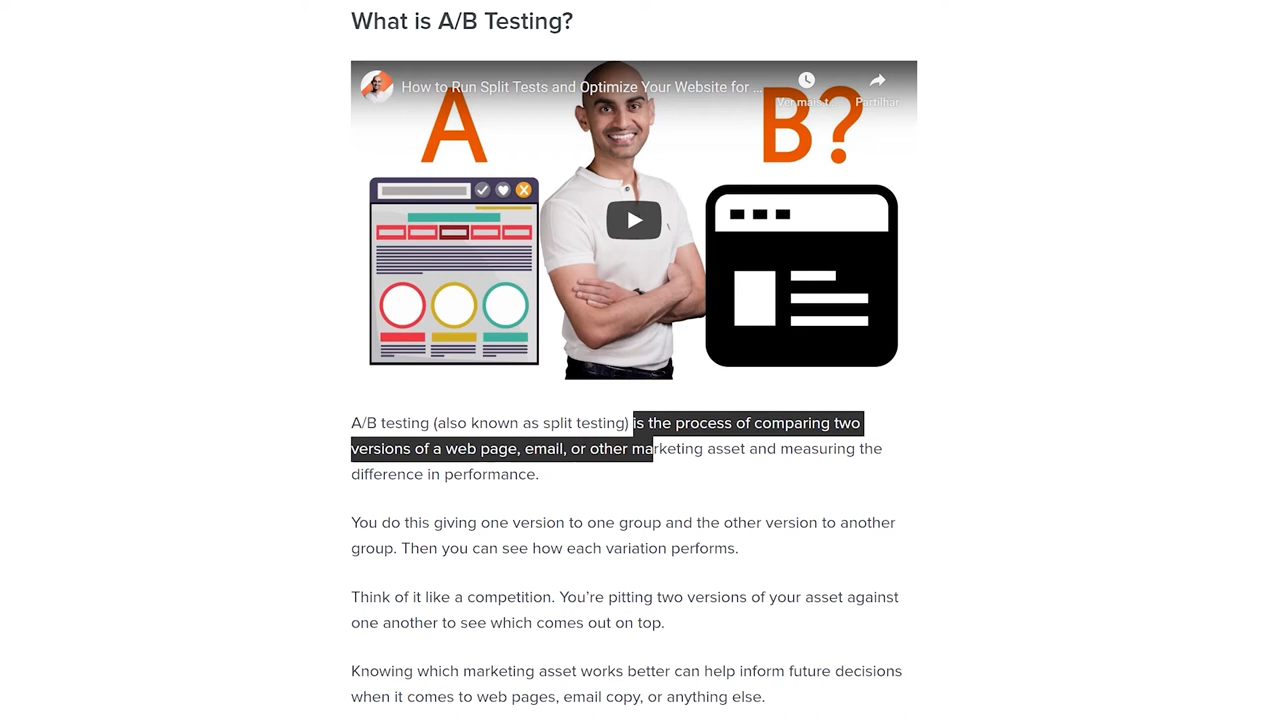 What is A/B Testing?
How to Run Split Tests and Optimize Your Website for ...
Ver mais t...
Partilhar
A
B?
A/B testing (also known as split testing) is the process of comparing two
versions of a web page, email, or other marketing asset and measuring the
difference in performance.
You do this giving one version to one group and the other version to another
group. Then you can see how each variation performs.
Think of it like a competition. You’re pitting two versions of your asset against
one another to see which comes out on top.
Knowing which marketing asset works better can help inform future decisions
when it comes to web pages, email copy, or anything else.